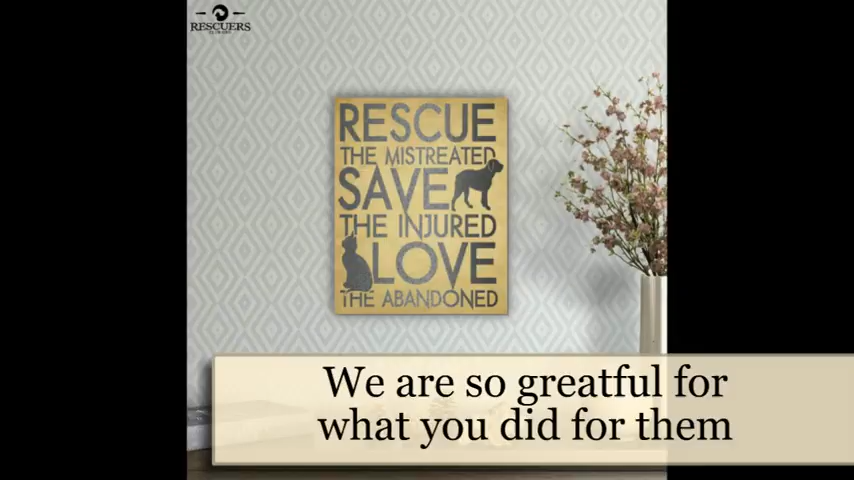 RESCUERS
RESCUE
THE MISTREATED
SAVE
THE INJURED
LOVE
THE ABANDONED
We are so greatful for
what you did for them